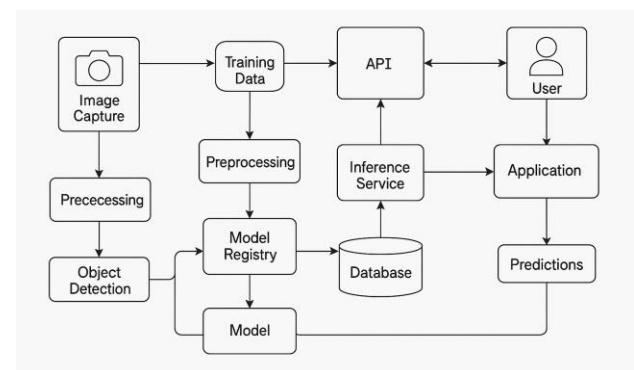 Image
Capture
Training
Data
API
User
Prececessing
Preprocessing
Inference
Service
Application
Object
Detection
Model
Registry
Database
Predictions
Model